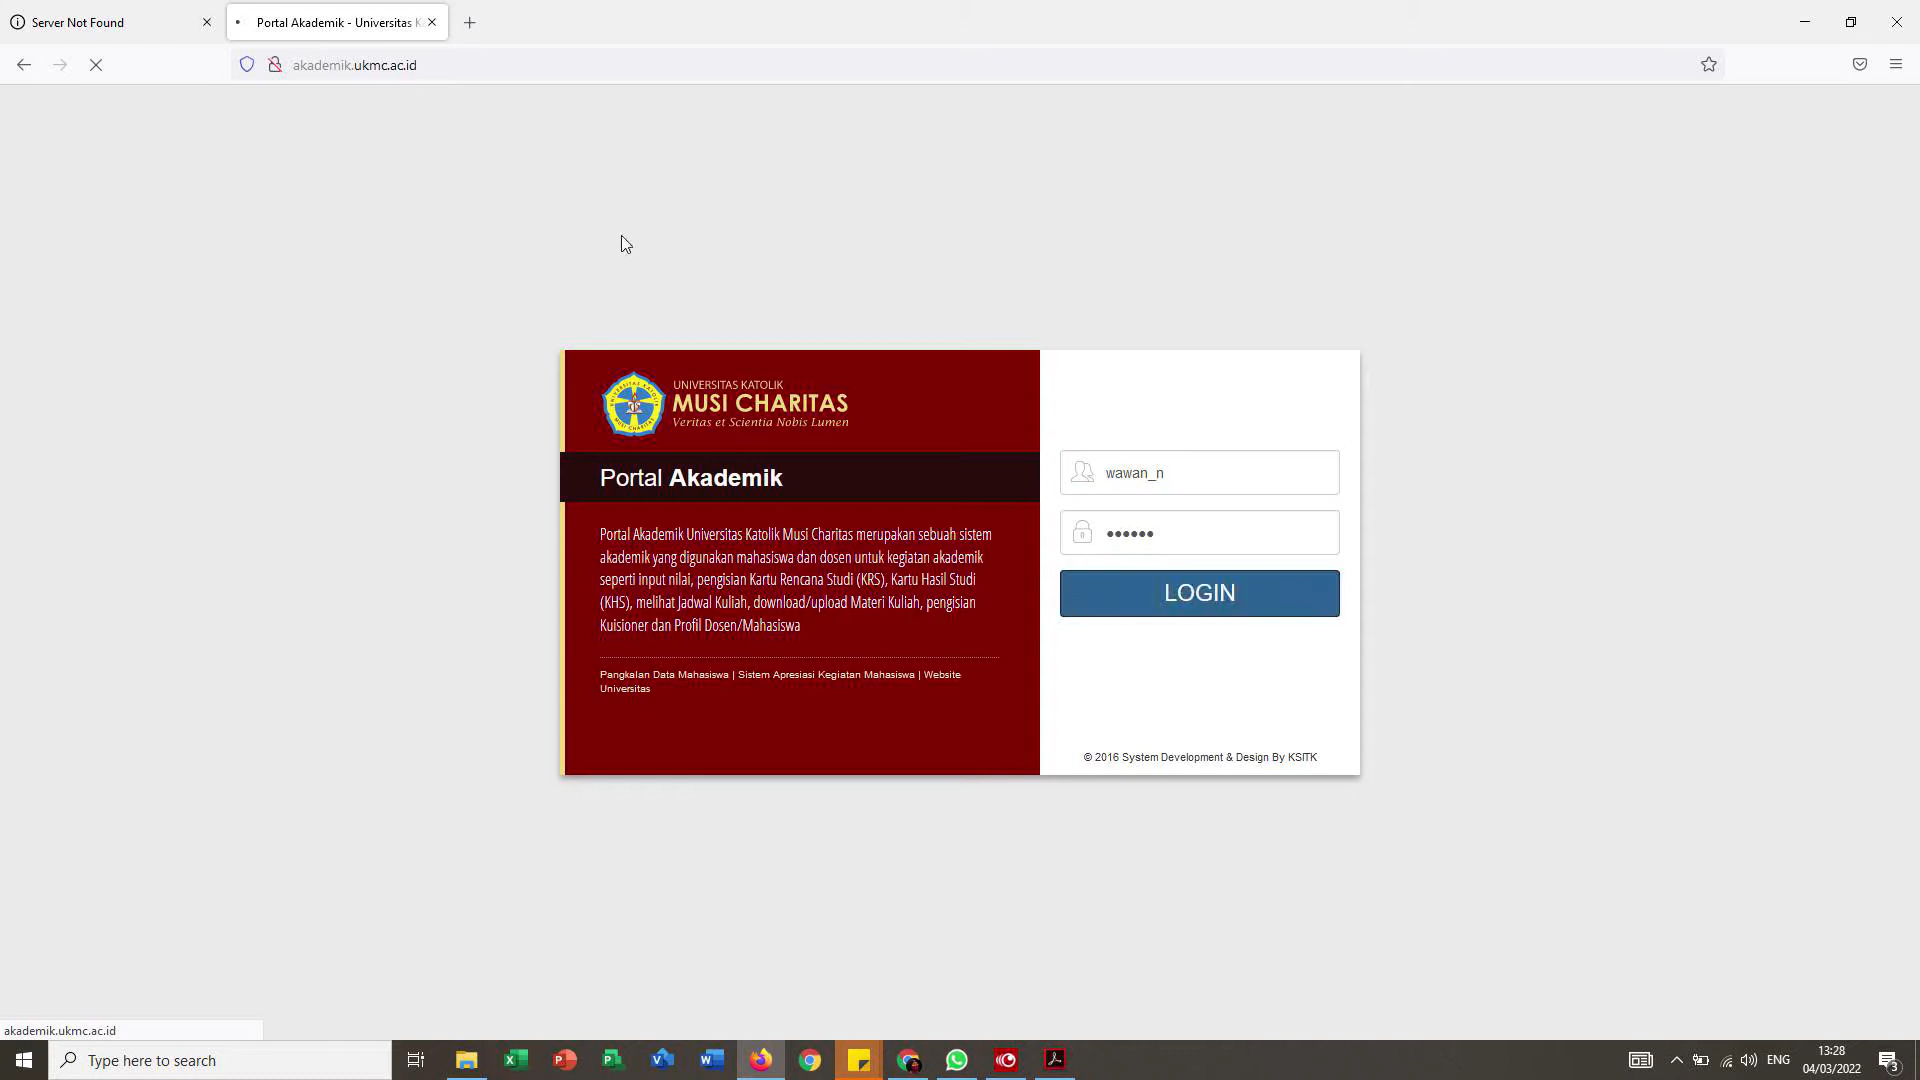 Server Not Found
Portal Akademik - Universitas K
akademik.ukmc.ac.id
UNIVERSITAS KATOLIK
MUSI CHARITAS
Veritas et Scientia Nobis Lumen
Portal Akademik
Portal Akademik Universitas Katolik Musi Charitas merupakan sebuah sistem
akademik yang digunakan mahasiswa dan dosen untuk kegiatan akademik
seperti input nilai, pengisian Kartu Rencana Studi (KRS), Kartu Hasil Studi
(KHS), melihat Jadwal Kuliah, download/upload Materi Kuliah, pengisian
Kuisioner dan Profil Dosen/Mahasiswa
Pangkalan Data Mahasiswa | Sistem Apresiasi Kegiatan Mahasiswa | Website
Universitas
wawan_n
••••••
LOGIN
© 2016 System Development & Design By KSITK
akademik.ukmc.ac.id
Type here to search
ENG
13:28
04/03/2022
3